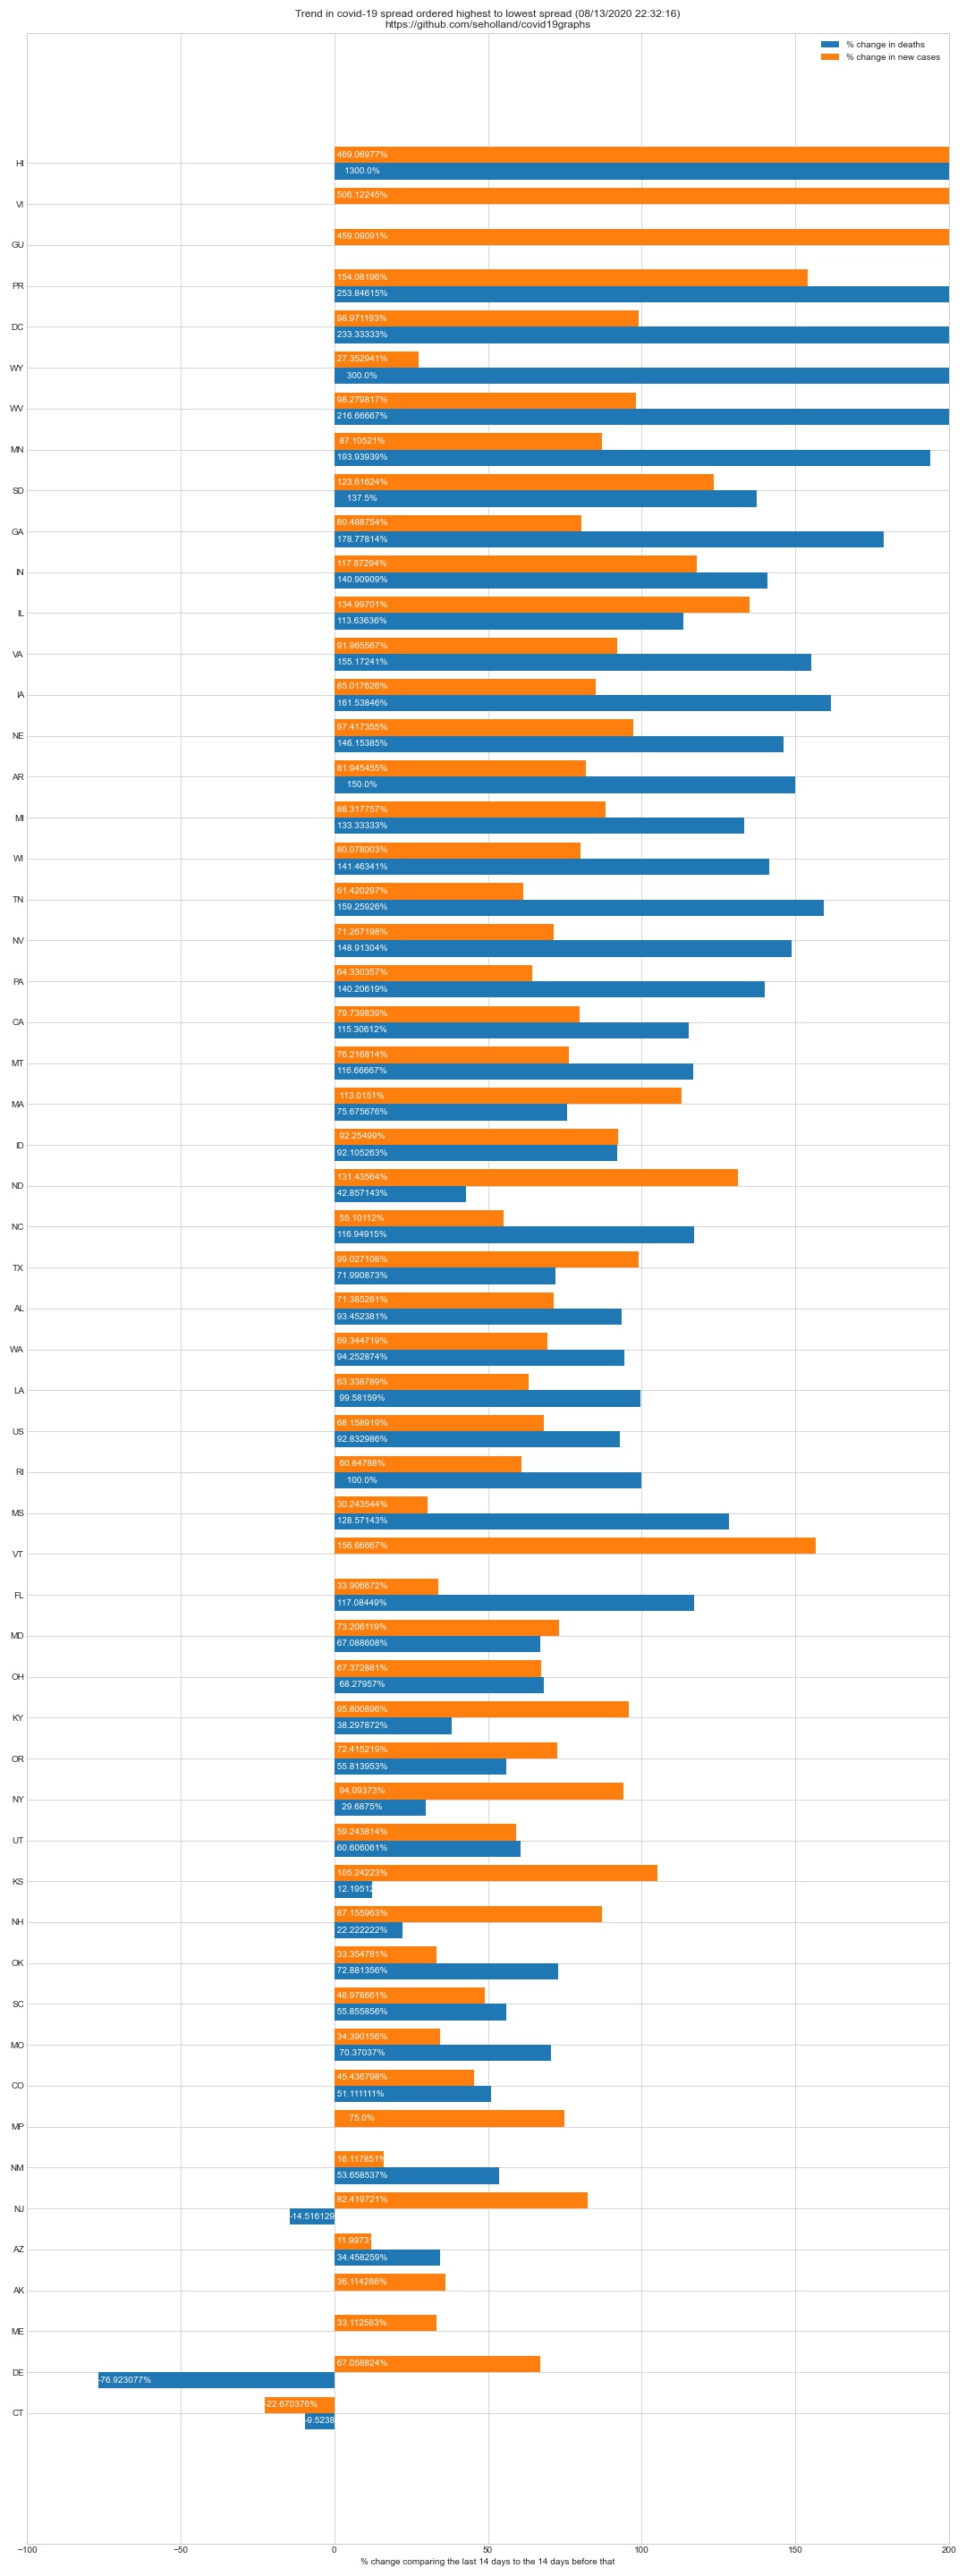 Trend in covid-19 spread ordered highest to lowest spread (08/13/2020 22:32:16)
https://github.com/seholland/covid19graphs
% change in deaths
% change in new cases
469.06977%
HI
1300.0%
506.12245%
VI
459.09091%
GU
154.08196%
PR
253.84615%
98.971193%
DC
233.33333%
27.352941%
WY
300.0%
98.279817%
WV
216.66667%
87.10521%
MN
193.93939%
123.61624%
SD
137.5%
80.488754%
GA
178.77814%
117.87294%
IN
140.90909%
134.99701%
IL
113.63636%
91.965567%
VA
155.17241%
85.017626%
IA
161.53846%
97.417355%
NE
146.15385%
81.945455%
AR
150.0%
88.317757%
MI
133.33333%
80.078003%
WI
141.46341%
61.420297%
TN
159.25926%
71.267198%
NV
148.91304%
64.330357%
PA
140.20619%
79.739839%
CA
115.30612%
76.216814%
MT
116.66667%
113.0151%
MA
75.675676%
92.25499%
ID
92.105263%
131.43564%
ND
42.857143%
55.10112%
NC
116.94915%
99.027108%
TX
71.990873%
71.385281%
AL
93.452381%
69.344719%
WA
94.252874%
63.338789%
LA
99.58159%
68.158919%
US
92.832986%
60.84788%
RI
100.0%
30.243544%
MS
128.57143%
156.66667%
VT
33.906672%
FL
117.08449%
73.206119%
MD
67.088608%
67.372881%
OH
68.27957%
95.800896%
KY
38.297872%
72.415219%
OR
55.813953%
94.09373%
NY
29.6875%
59.243814%
UT
60.606061%
105.24223%
KS
12.19512
87.155963%
NH
22.222222%
33.354781%
OK
72.881356%
48.978661%
SC
55.855856%
34.390156%
MO
70.37037%
45.436798%
CO
51.111111%
75.0%
MP
16.117851%
NM
53.658537%
82.419721%
NJ
-14.516129
11.9973
AZ
34.458259%
36.114286%
AK
33.112583%
ME
67.058824%
DE
-76.923077%
-22.670376%
CT
-9.5238
−100
−50
0
50
100
150
200
% change comparing the last 14 days to the 14 days before that